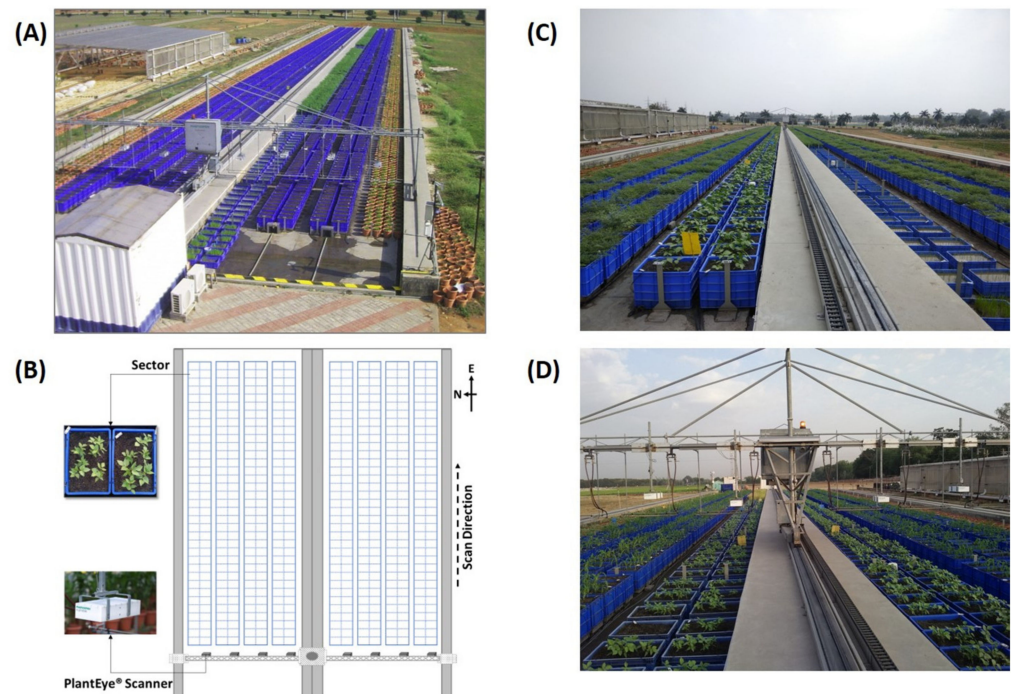 (A)
(C)
(B)
Sector
E
N
Scan Direction
PlantEye® Scanner
(D)